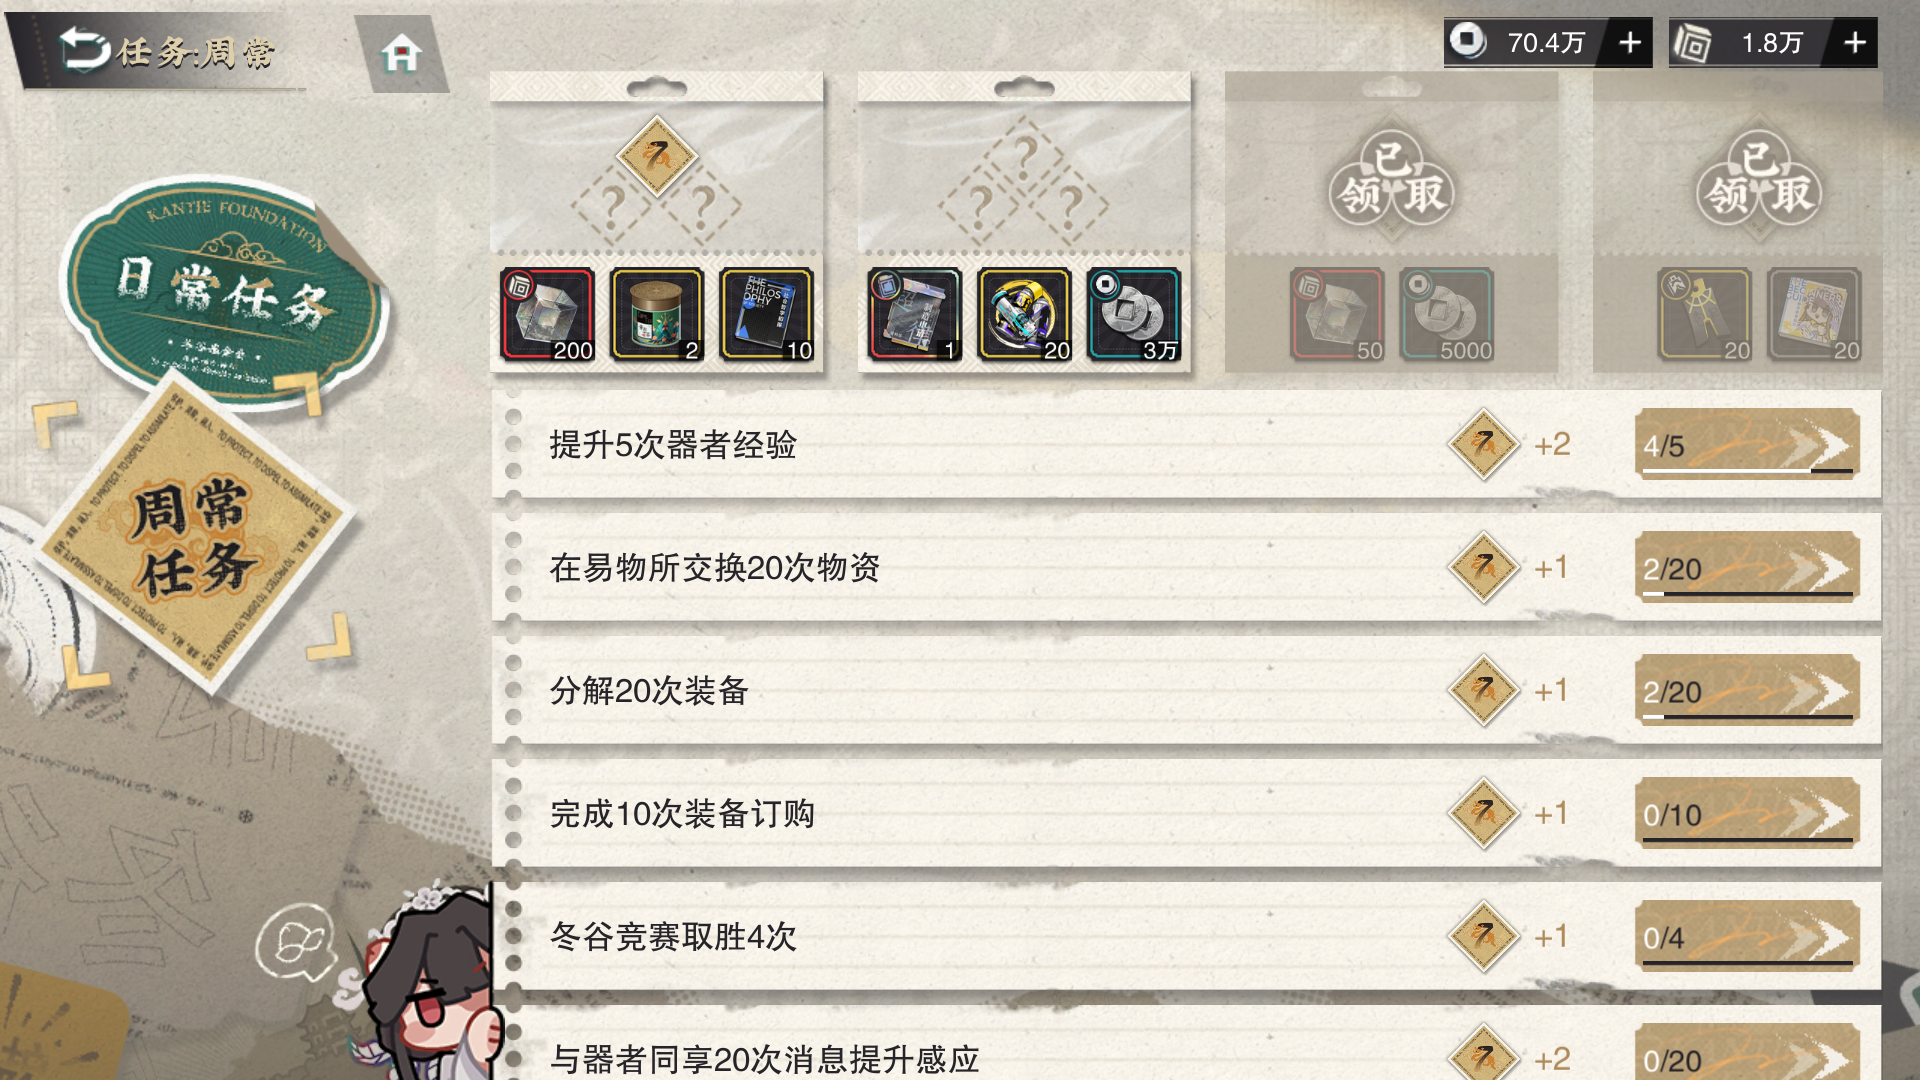 任务:周常
70.4万
1.8万
KANTIE FOUNDATION
日常任务
周常
任务
7
? ?
?
? ?
已
领取
已
领取
200
2
THE
PHILOS
OPHY
10
1
20
3万
50
5000
20
20
提升5次器者经验
+2
4/5
在易物所交换20次物资
+1
2/20
分解20次装备
+1
2/20
完成10次装备订购
+1
0/10
冬谷竞赛取胜4次
+1
0/4
与器者同享20次消息提升感应
+2
0/20